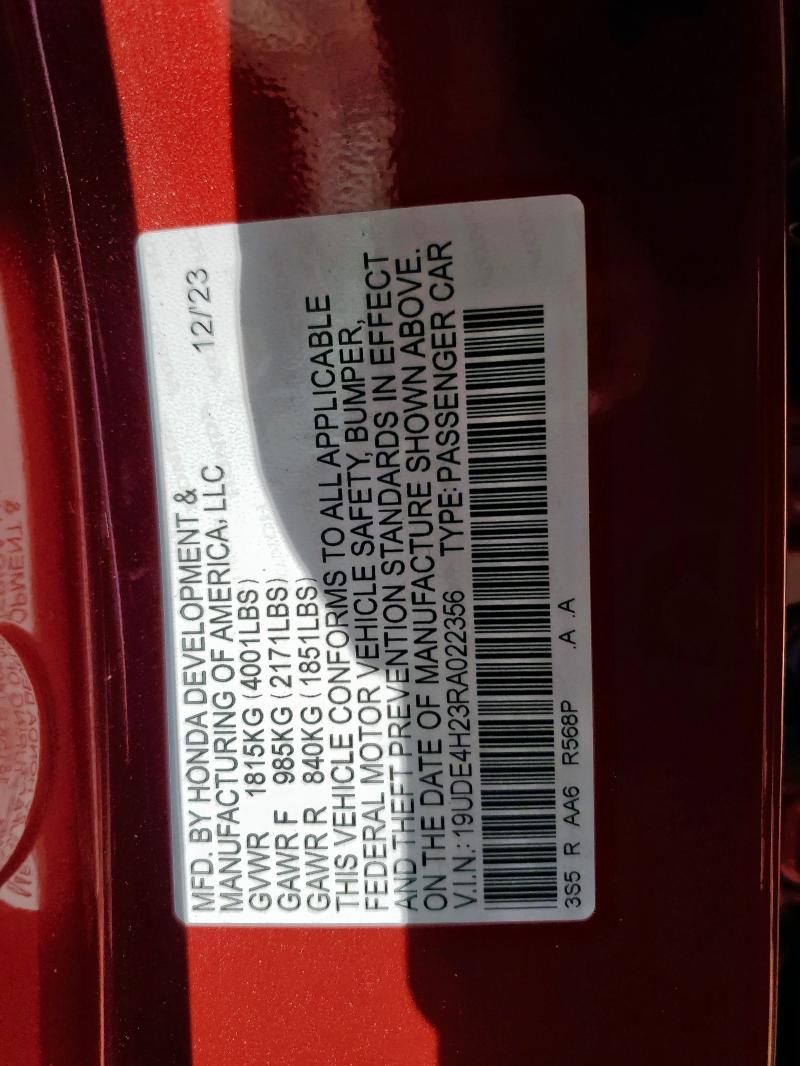 MFD. BY HONDA DEVELOPMENT &
MANUFACTURING OF AMERICA, LLC 12/'23
GVWR 1815KG (4001LBS)
GAWR F 985KG (2171LBS)
GAWR R 840KG (1851LBS)
THIS VEHICLE CONFORMS TO ALL APPLICABLE
FEDERAL MOTOR VEHICLE SAFETY, BUMPER,
AND THEFT PREVENTION STANDARDS IN EFFECT
ON THE DATE OF MANUFACTURE SHOWN ABOVE.
V.I.N.: 19UDE4H23RA022356 TYPE: PASSENGER CAR
3S5 R AA6 R568P .A .A